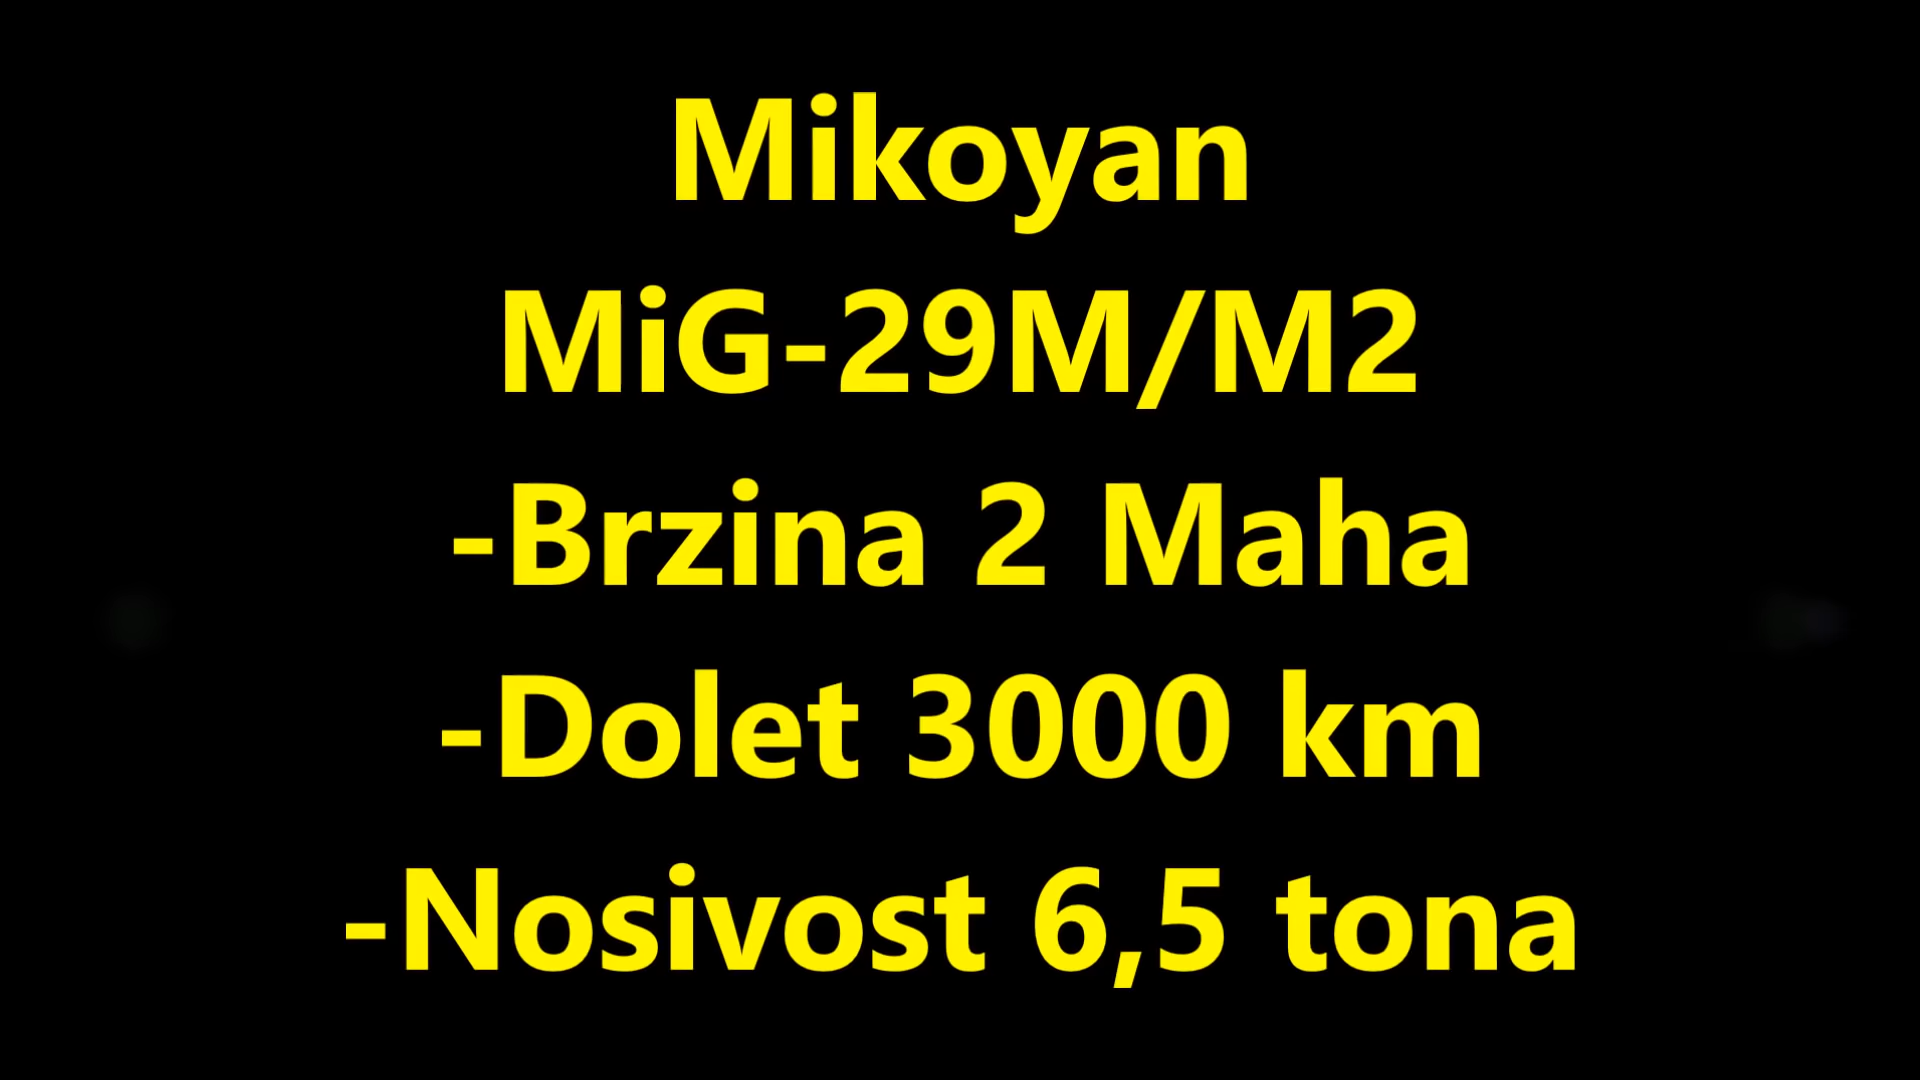 Mikoyan
MiG-29M/M2
-Brzina 2 Maha
-Dolet 3000 km
-Nosivost 6,5 tona